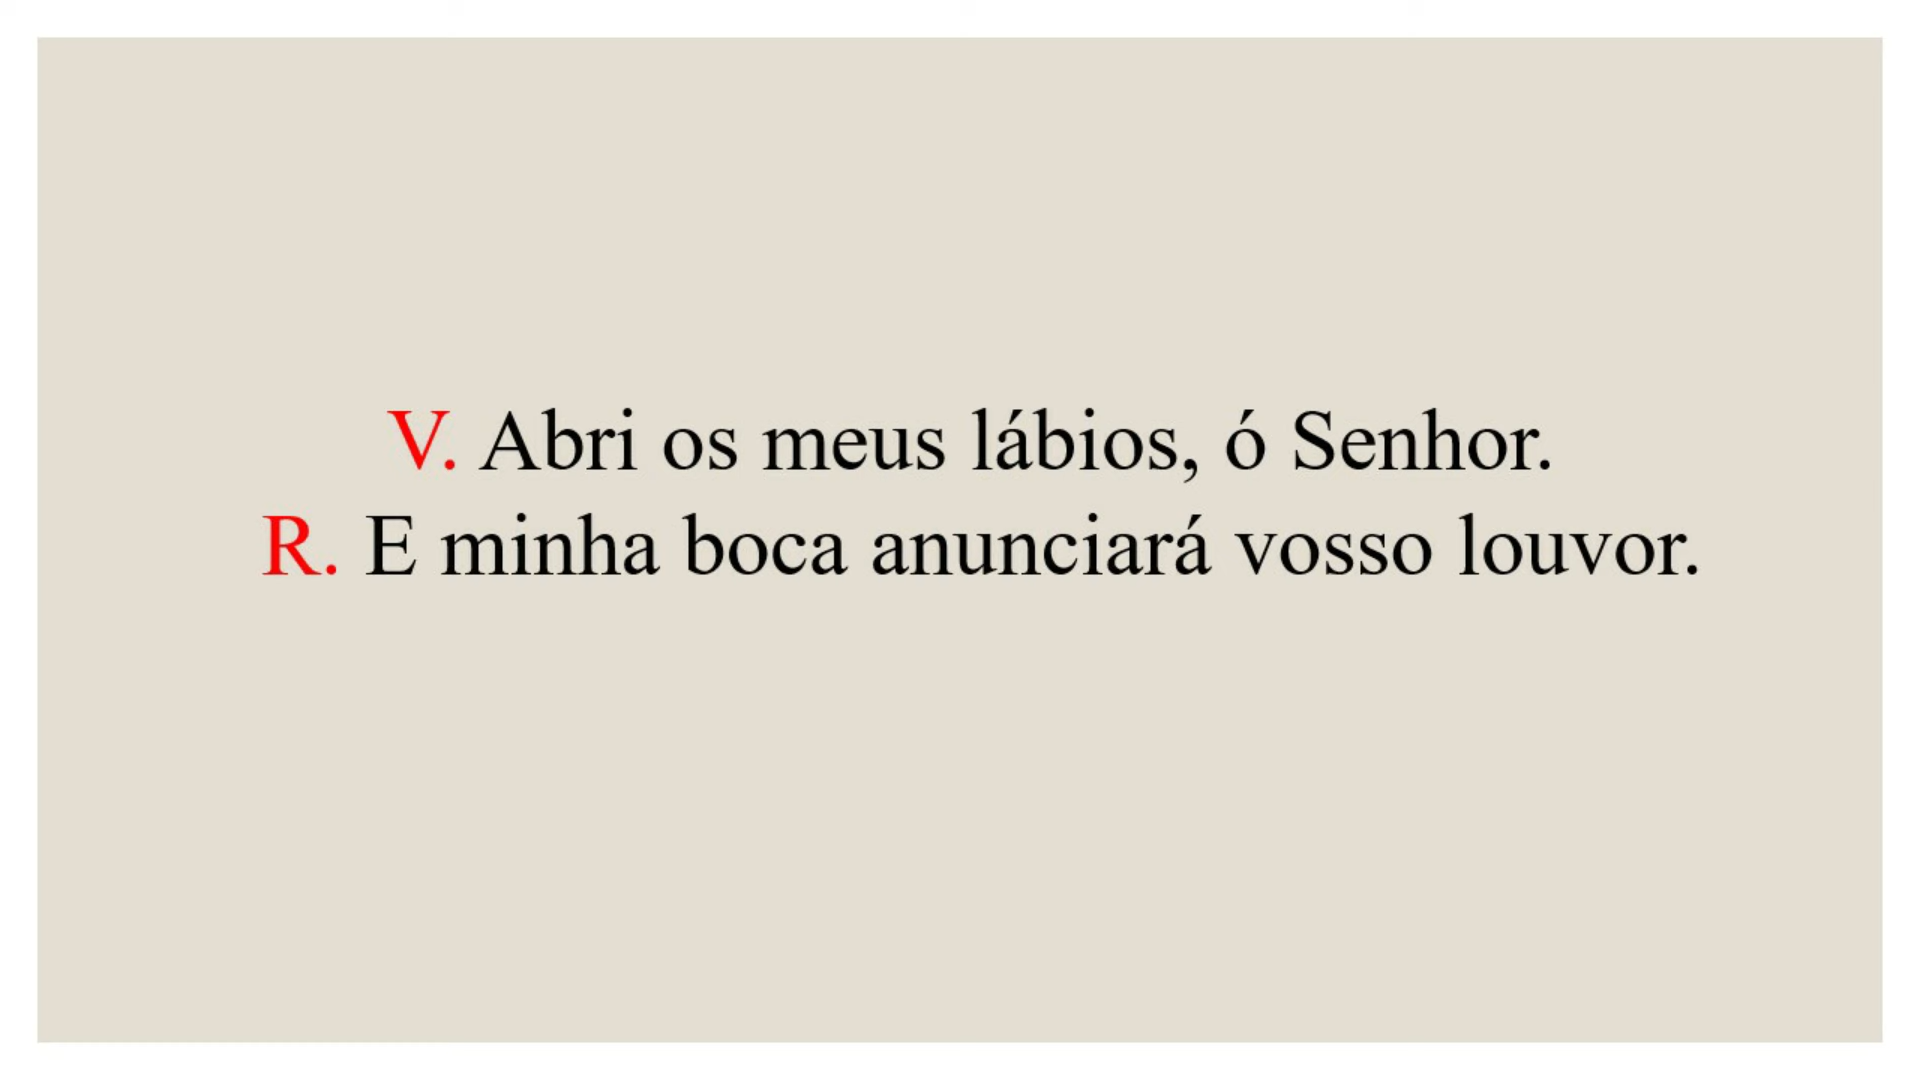 V. Abri os meus lábios, ó Senhor.
R. E minha boca anunciará vosso louvor.